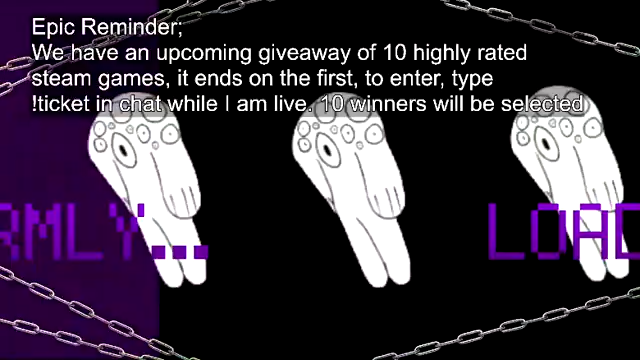 Epic Reminder;
We have an upcoming giveaway of 10 highly rated
steam games, it ends on the first, to enter, type
!ticket in chat while I am live. 10 winners will be selected
RMLY... LOAD